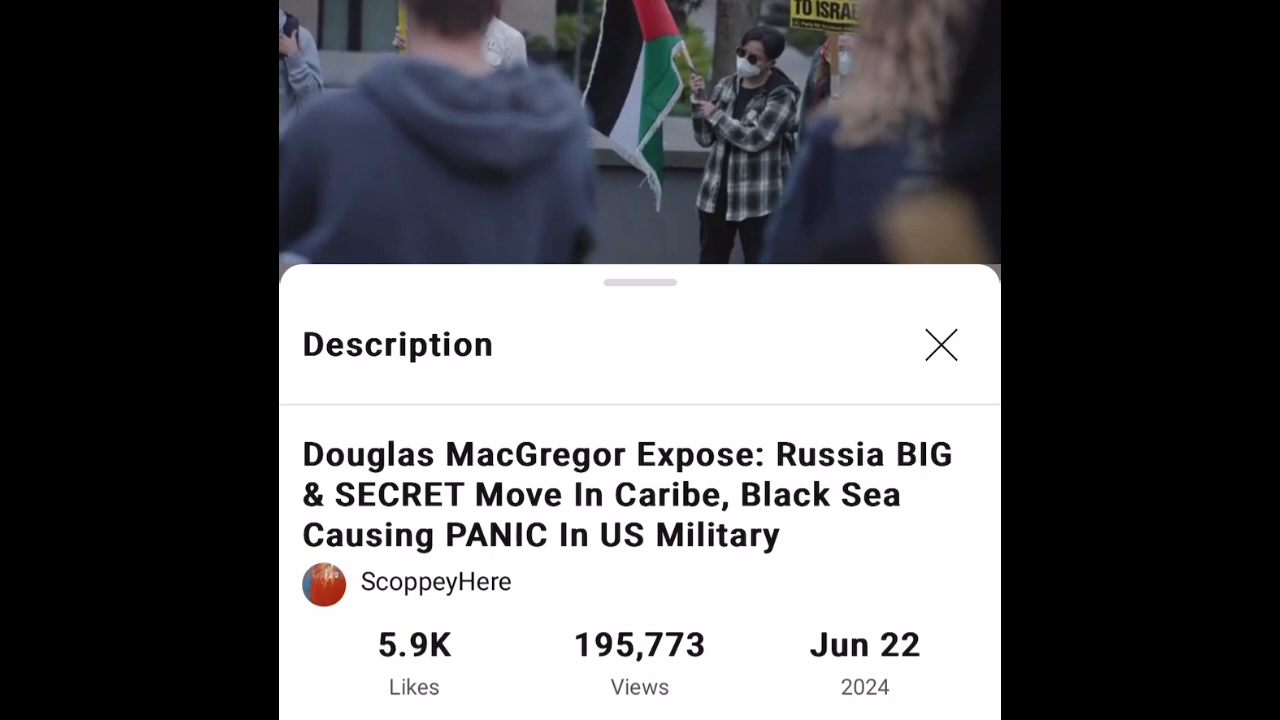 TO ISRAEL
Description
Douglas MacGregor Expose: Russia BIG
& SECRET Move In Caribe, Black Sea
Causing PANIC In US Military
ScoppeyHere
5.9K 195,773 Jun 22
Likes Views 2024